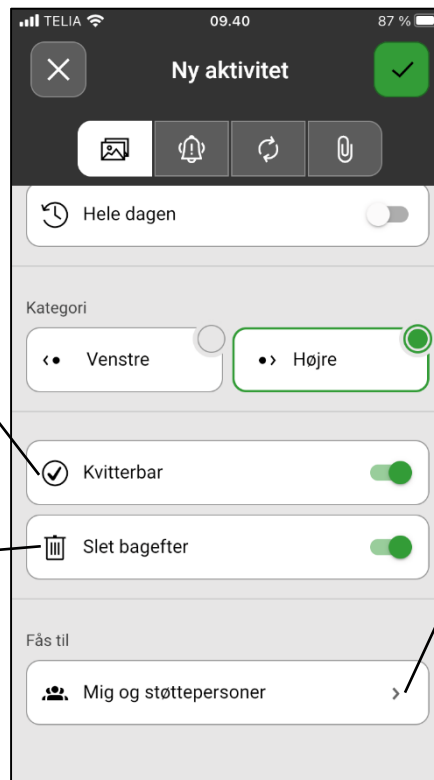 TELIA 09.40 87 %
Ny aktivitet
Hele dagen
Kategori
Venstre Højre
Kvitterbar
Slet bagefter
Fås til
Mig og støttepersoner